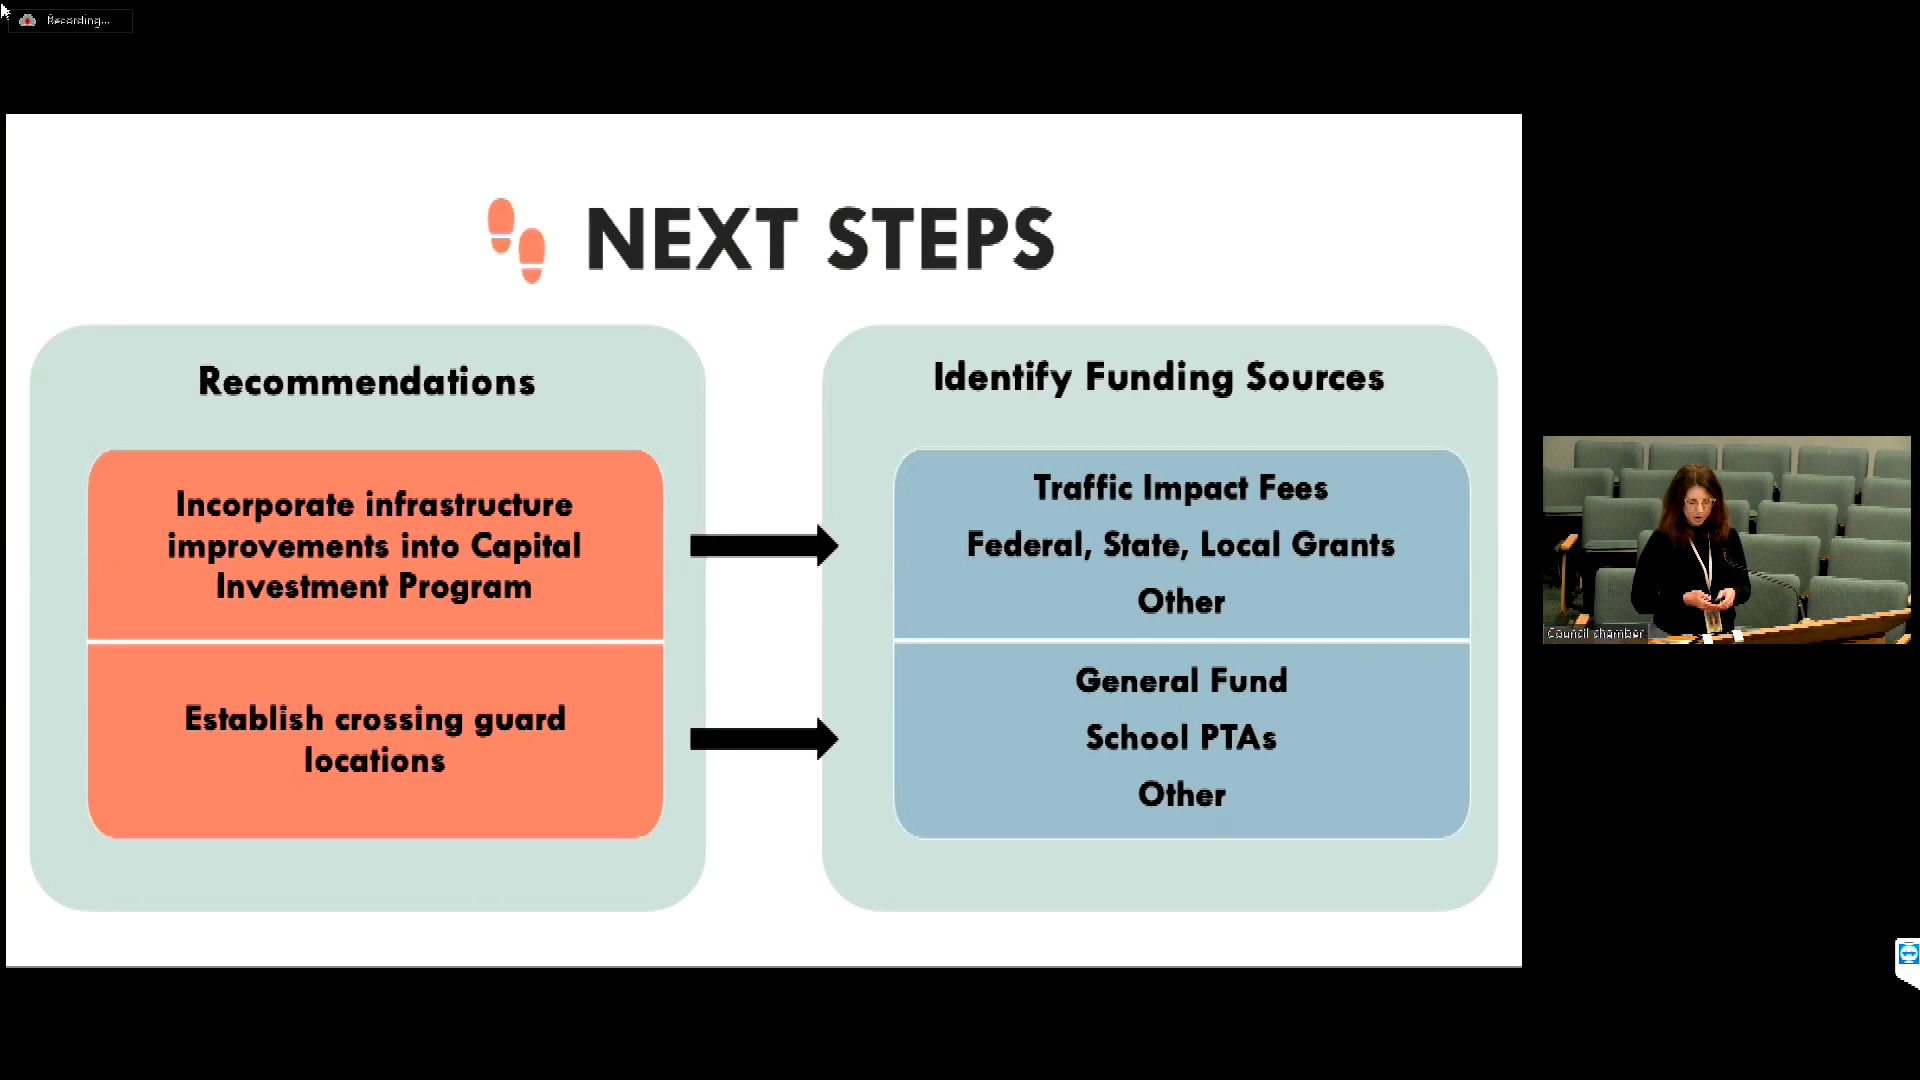 Recording...
NEXT STEPS
Recommendations
Incorporate infrastructure
improvements into Capital
Investment Program
Establish crossing guard
locations
Identify Funding Sources
Traffic Impact Fees
Federal, State, Local Grants
Other
General Fund
School PTAs
Other
Council chamber